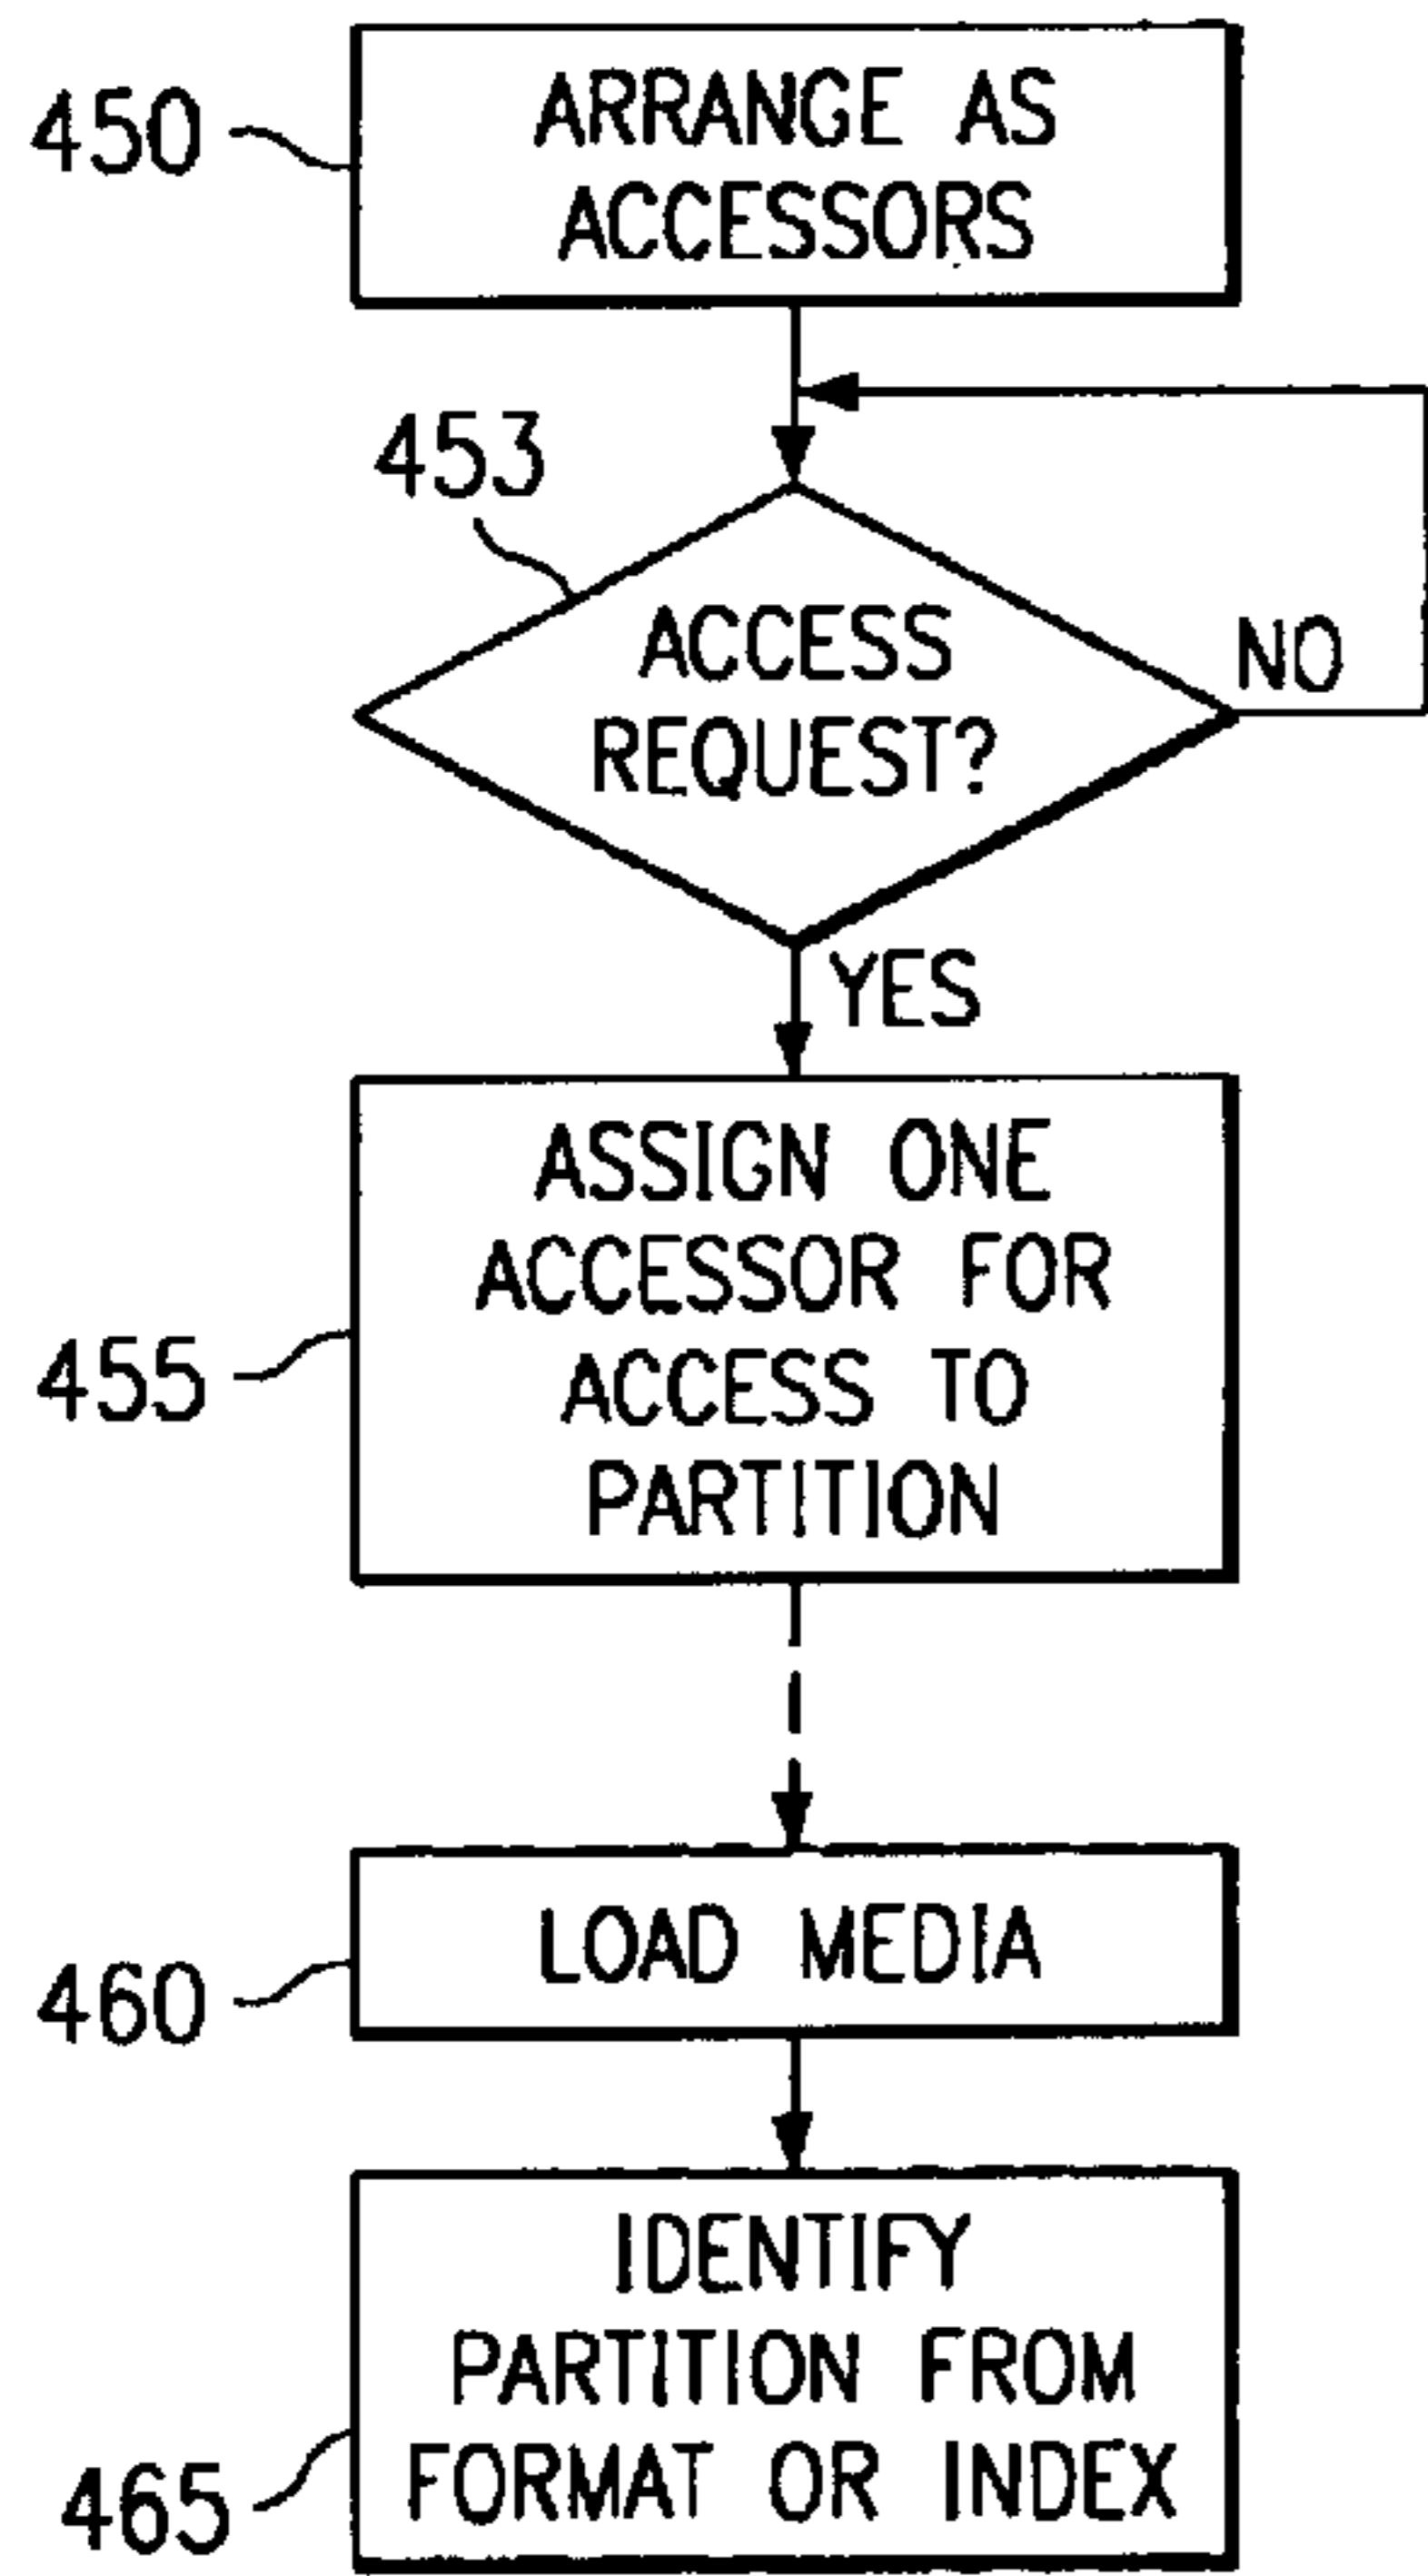 450
ARRANGE AS
ACCESSORS
453
ACCESS
REQUEST?
NO
YES
455
ASSIGN ONE
ACCESSOR FOR
ACCESS TO
PARTITION
460
LOAD MEDIA
465
IDENTIFY
PARTITION FROM
FORMAT OR INDEX